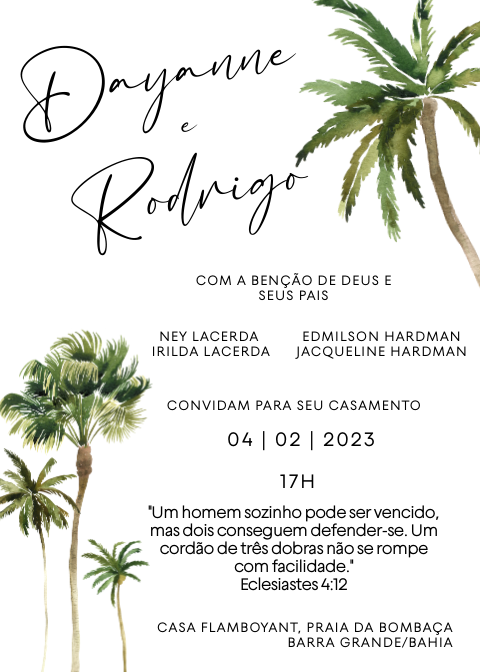 Dayanne
e
Rodrigo
COM A BENÇÃO DE DEUS E
SEUS PAIS
NEY LACERDA
IRILDA LACERDA
EDMILSON HARDMAN
JACQUELINE HARDMAN
CONVIDAM PARA SEU CASAMENTO
04 | 02 | 2023
17H
"Um homem sozinho pode ser vencido,
mas dois conseguem defender-se. Um
cordão de três dobras não se rompe
com facilidade."
Eclesiastes 4:12
CASA FLAMBOYANT, PRAIA DA BOMBAÇA
BARRA GRANDE/BAHIA